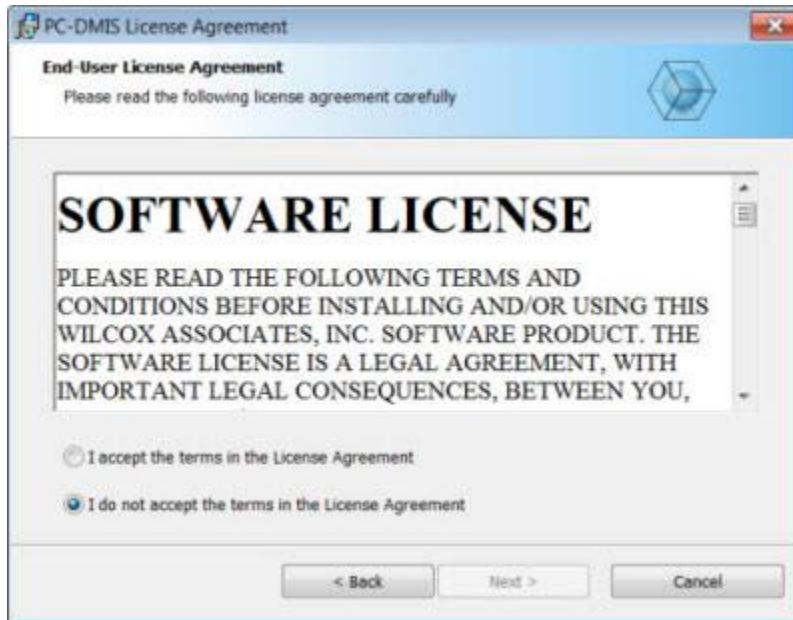 PC-DMIS License Agreement
End-User License Agreement
Please read the following license agreement carefully
SOFTWARE LICENSE
PLEASE READ THE FOLLOWING TERMS AND
CONDITIONS BEFORE INSTALLING AND/OR USING THIS
WILCOX ASSOCIATES, INC. SOFTWARE PRODUCT. THE
SOFTWARE LICENSE IS A LEGAL AGREEMENT, WITH
IMPORTANT LEGAL CONSEQUENCES, BETWEEN YOU,
I accept the terms in the License Agreement
I do not accept the terms in the License Agreement
< Back Next > Cancel